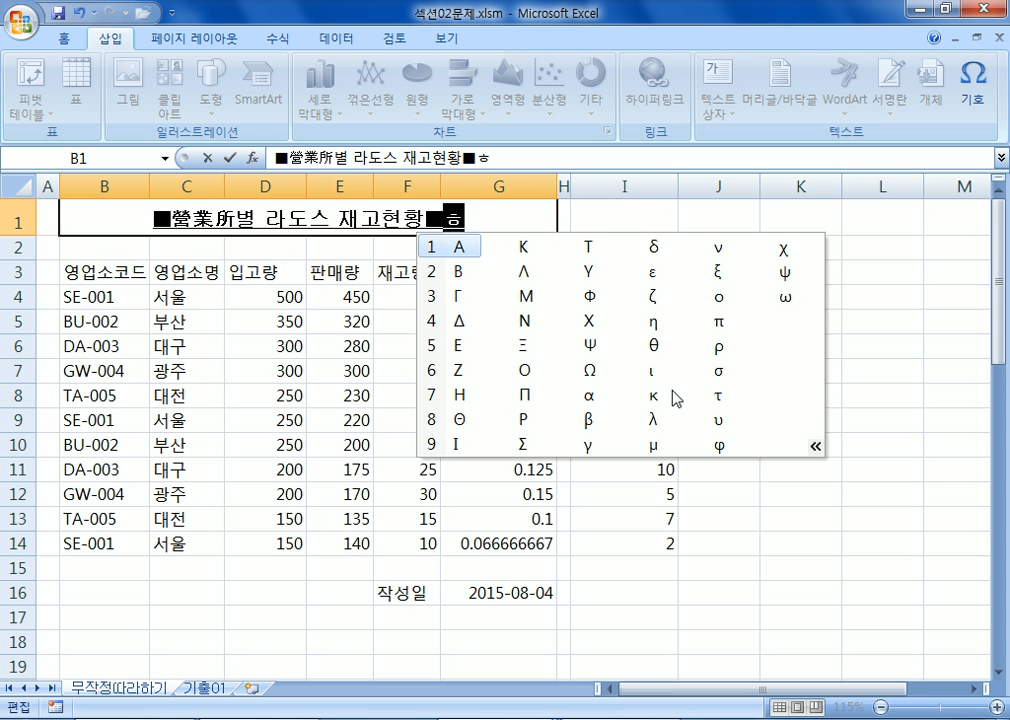 섹션02문제.xlsm - Microsoft Excel
홈 삽입 페이지 레이아웃 수식 데이터 검토 보기
피벗 테이블 표 그림 클립 아트 도형 SmartArt 세로 막대형 꺾은선형 원형 가로 막대형 영역형 분산형 기타 하이퍼링크 텍스트 상자 머리글/바닥글 WordArt 서명란 개체 기호
표 일러스트레이션 차트 링크 텍스트
B1 fx ■營業所별 라도스 재고현황■ㅎ
A B C D E F G H I J K L M
1 ■營業所별 라도스 재고현황■ㅎ
2
3 영업소코드 영업소명 입고량 판매량
4 SE-001 서울 500 450
5 BU-002 부산 350 320
6 DA-003 대구 300 280
7 GW-004 광주 300 300
8 TA-005 대전 250 230
9 SE-001 서울 250 220
10 BU-002 부산 250 200
11 DA-003 대구 200 175 25 0.125 10
12 GW-004 광주 200 170 30 0.15 5
13 TA-005 대전 150 135 15 0.1 7
14 SE-001 서울 150 140 10 0.066666667 2
15
16 작성일 2015-08-04
17
18
19
1 Α Κ Τ δ ν χ
2 Β Λ Υ ε ξ ψ
3 Γ Μ Φ ζ ο ω
4 Δ Ν Χ η π
5 Ε Ξ Ψ θ ρ
6 Ζ Ο Ω ι σ
7 Η Π α κ τ
8 Θ Ρ β λ υ
9 Ι Σ γ μ φ «
무작정따라하기 기출01
편집 115%